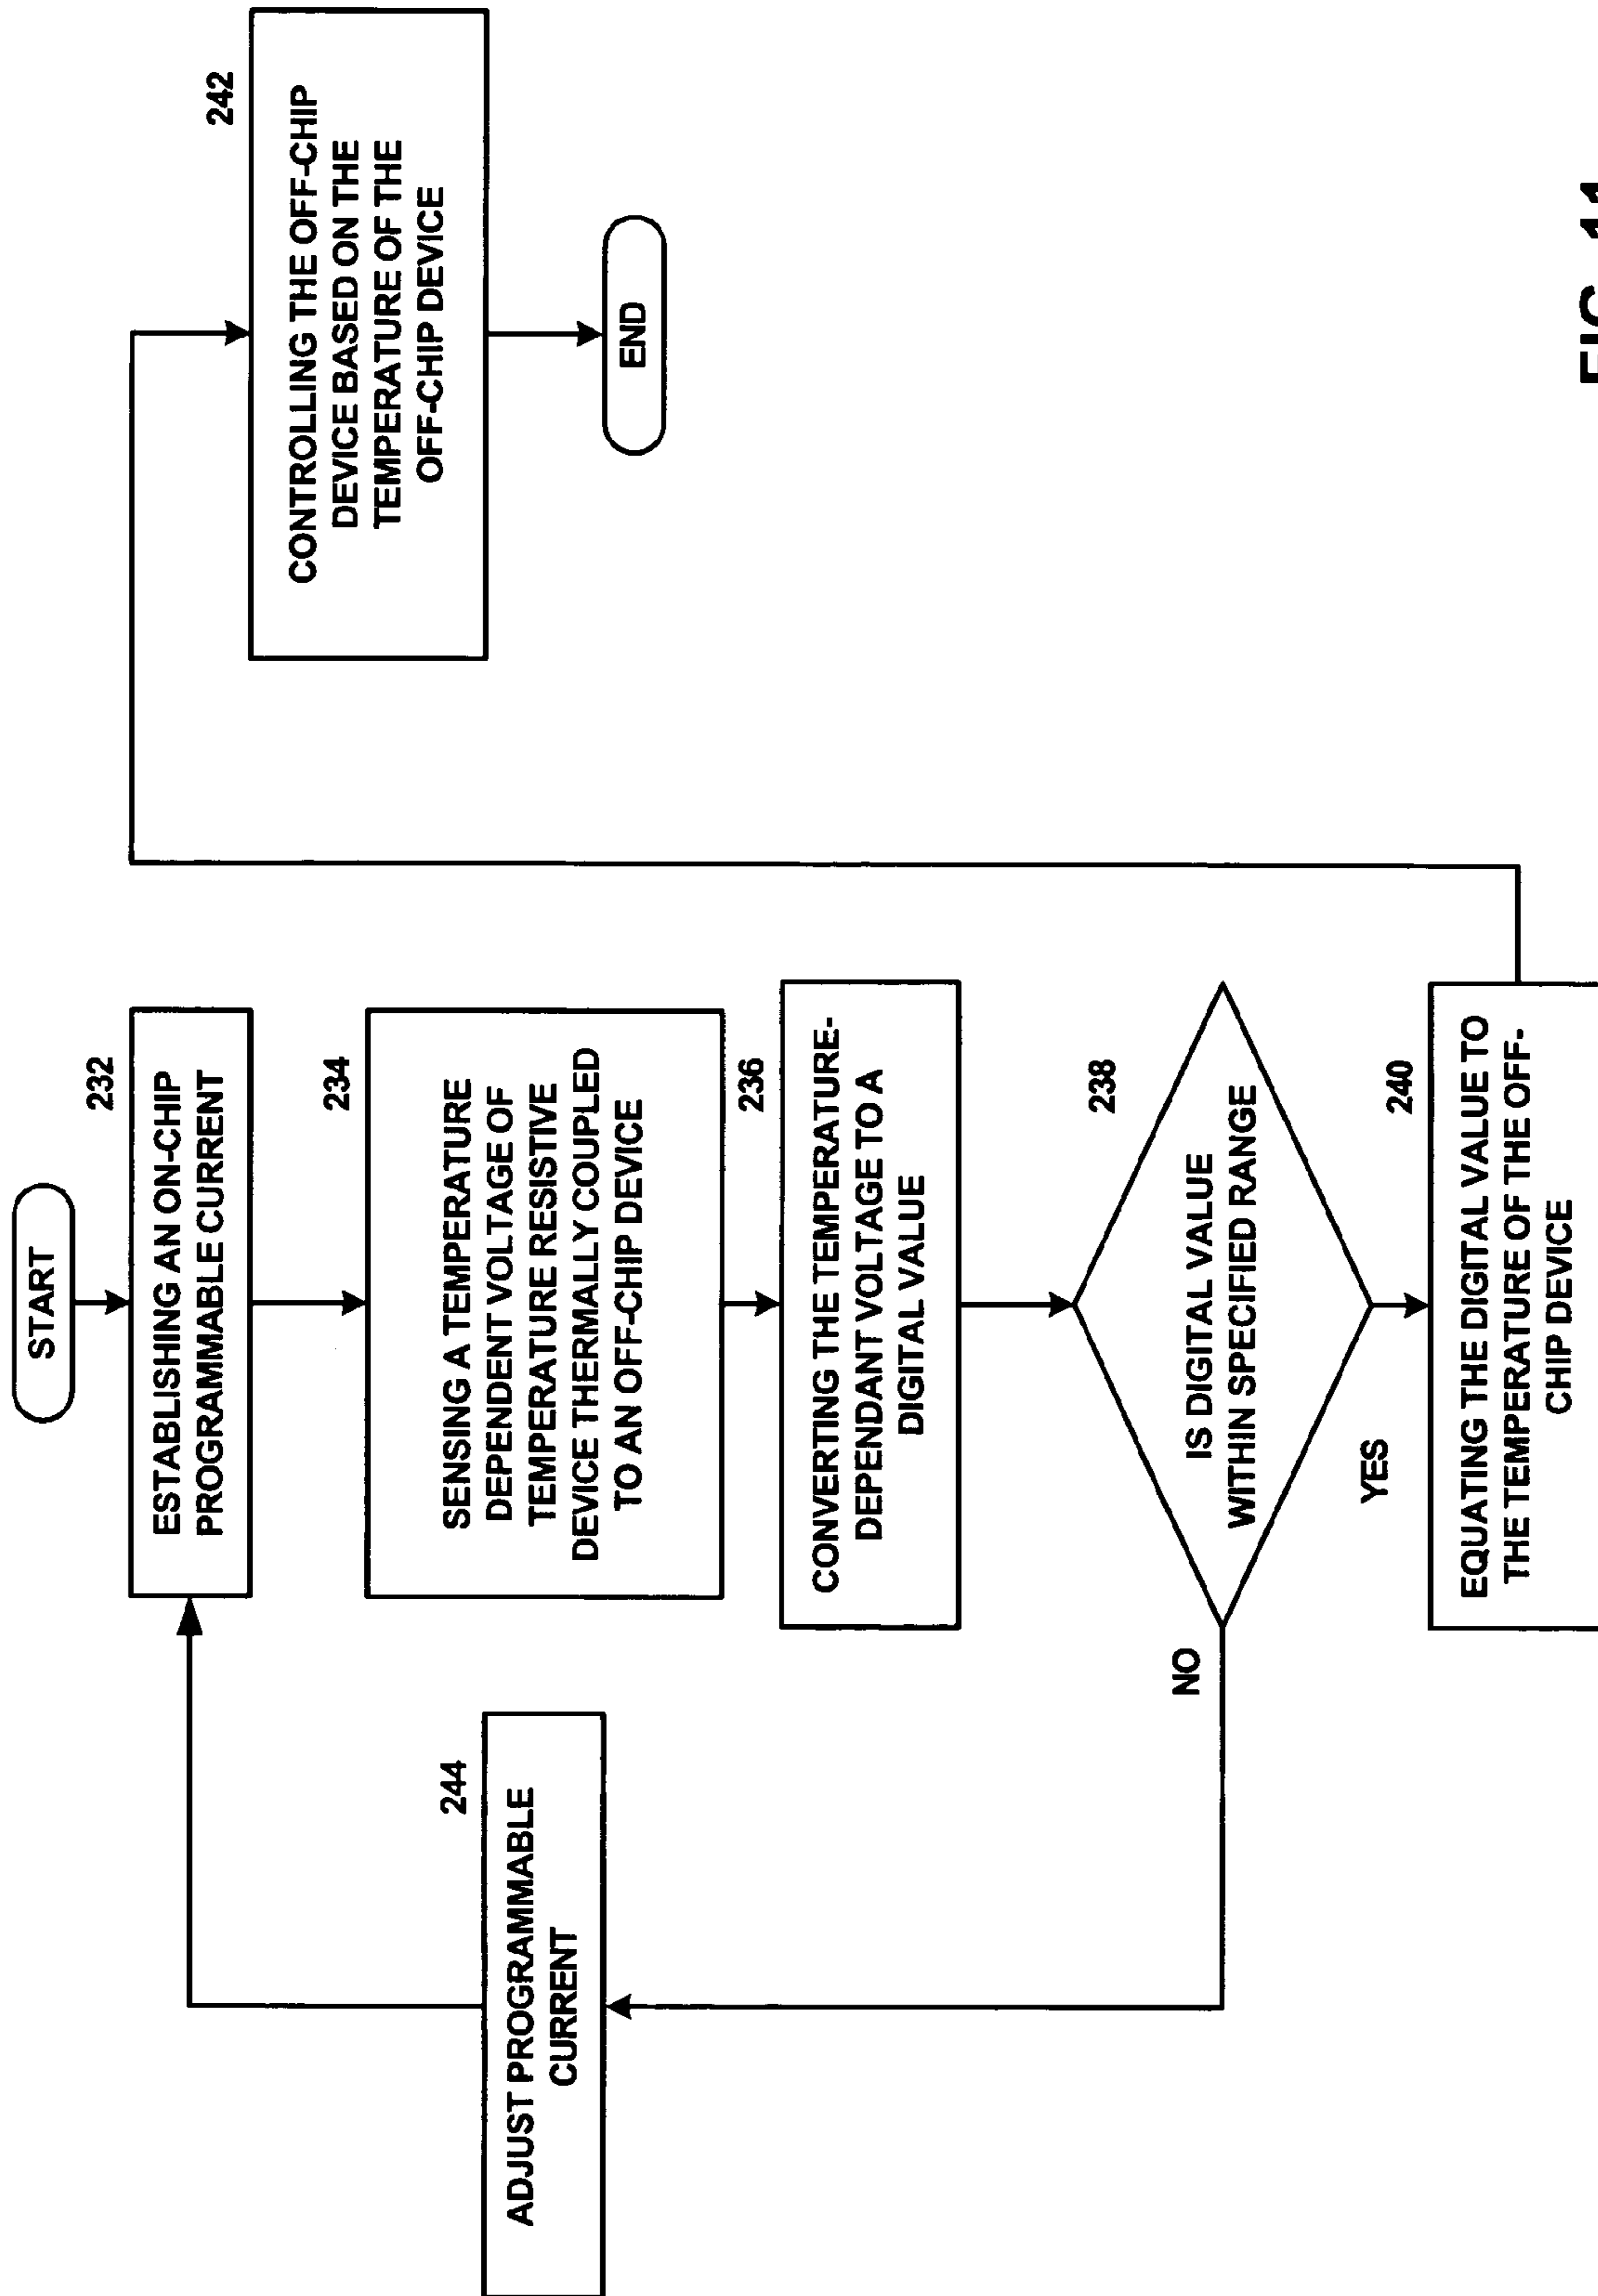 START
232
ESTABLISHING AN ON-CHIP
PROGRAMMABLE CURRENT
234
SENSING A TEMPERATURE
DEPENDENT VOLTAGE OF
TEMPERATURE RESISTIVE
DEVICE THERMALLY COUPLED
TO AN OFF-CHIP DEVICE
236
CONVERTING THE TEMPERATURE-
DEPENDANT VOLTAGE TO A
DIGITAL VALUE
238
IS DIGITAL VALUE
WITHIN SPECIFIED RANGE
NO
YES
240
EQUATING THE DIGITAL VALUE TO
THE TEMPERATURE OF THE OFF-
CHIP DEVICE
244
ADJUST PROGRAMMABLE
CURRENT
242
CONTROLLING THE OFF-CHIP
DEVICE BASED ON THE
TEMPERATURE OF THE
OFF-CHIP DEVICE
END
FIG. 11